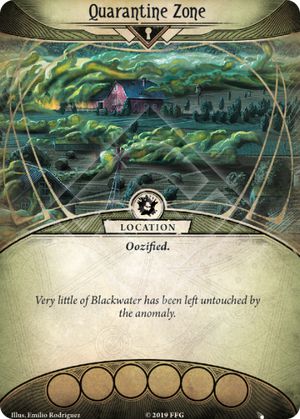 Quarantine Zone
LOCATION
Oozified.
Very little of Blackwater has been left untouched by
the anomaly.
Illus. Emilio Rodriguez
© 2019 FFG